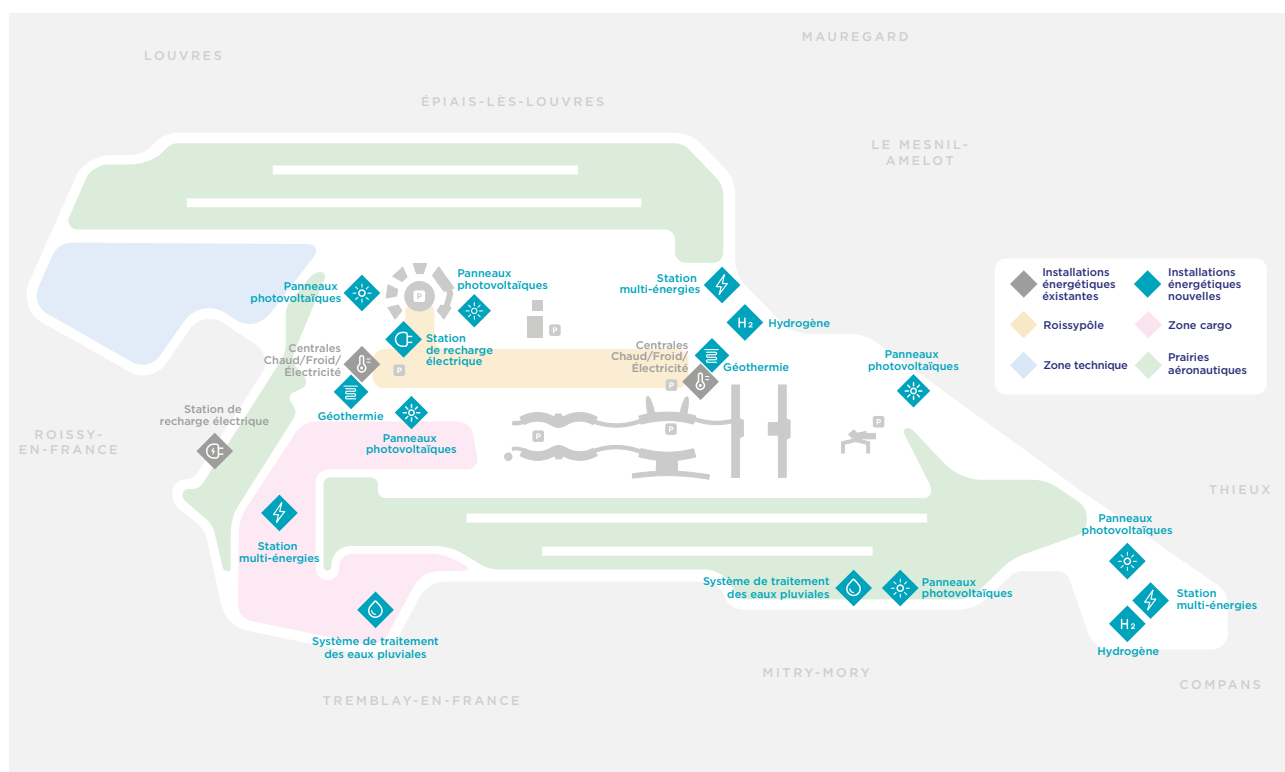 MAUREGARD
LOUVRES
ÉPIAIS-LÈS-LOUVRES
LE MESNIL-
AMELOT
Panneaux
photovoltaïques
P
Panneaux
photovoltaïques
Station
multi-énergies
H2
Hydrogène
Installations
énergétiques
éxistantes
Installations
énergétiques
nouvelles
Roissypôle
Zone cargo
Zone technique
Prairies
aéronautiques
Station
de recharge
électrique
P
Centrales
Chaud/Froid/
Électricité
P
Géothermie
Centrales
Chaud/Froid/
Électricité
P
Géothermie
Panneaux
photovoltaïques
Station de
recharge électrique
Panneaux
photovoltaïques
P
P
P
ROISSY-
EN-FRANCE
THIEUX
Station
multi-énergies
Panneaux
photovoltaïques
Système de traitement
des eaux pluviales
Panneaux
photovoltaïques
Station
multi-énergies
H2
Hydrogène
Système de traitement
des eaux pluviales
MITRY-MORY
COMPANS
TREMBLAY-EN-FRANCE